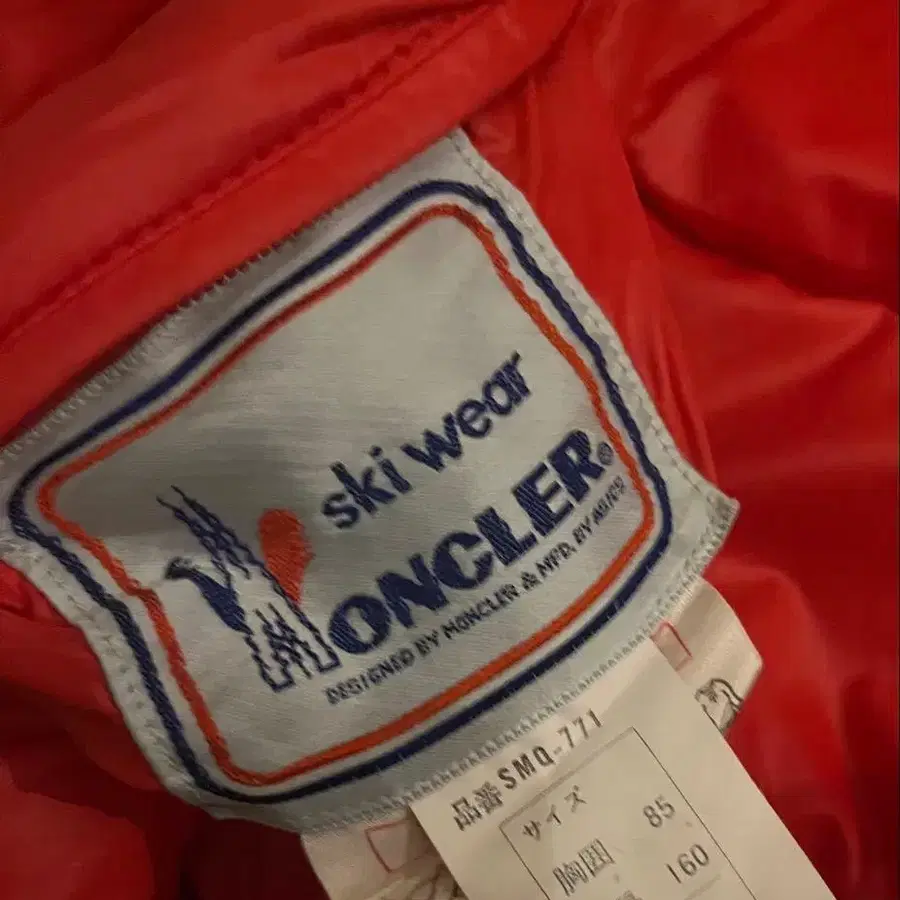 ski wear
MONCLER®
DESIGNED BY MONCLER & MFD. BY ASICS
品番 SMQ-771
サイズ
胸囲 85
160